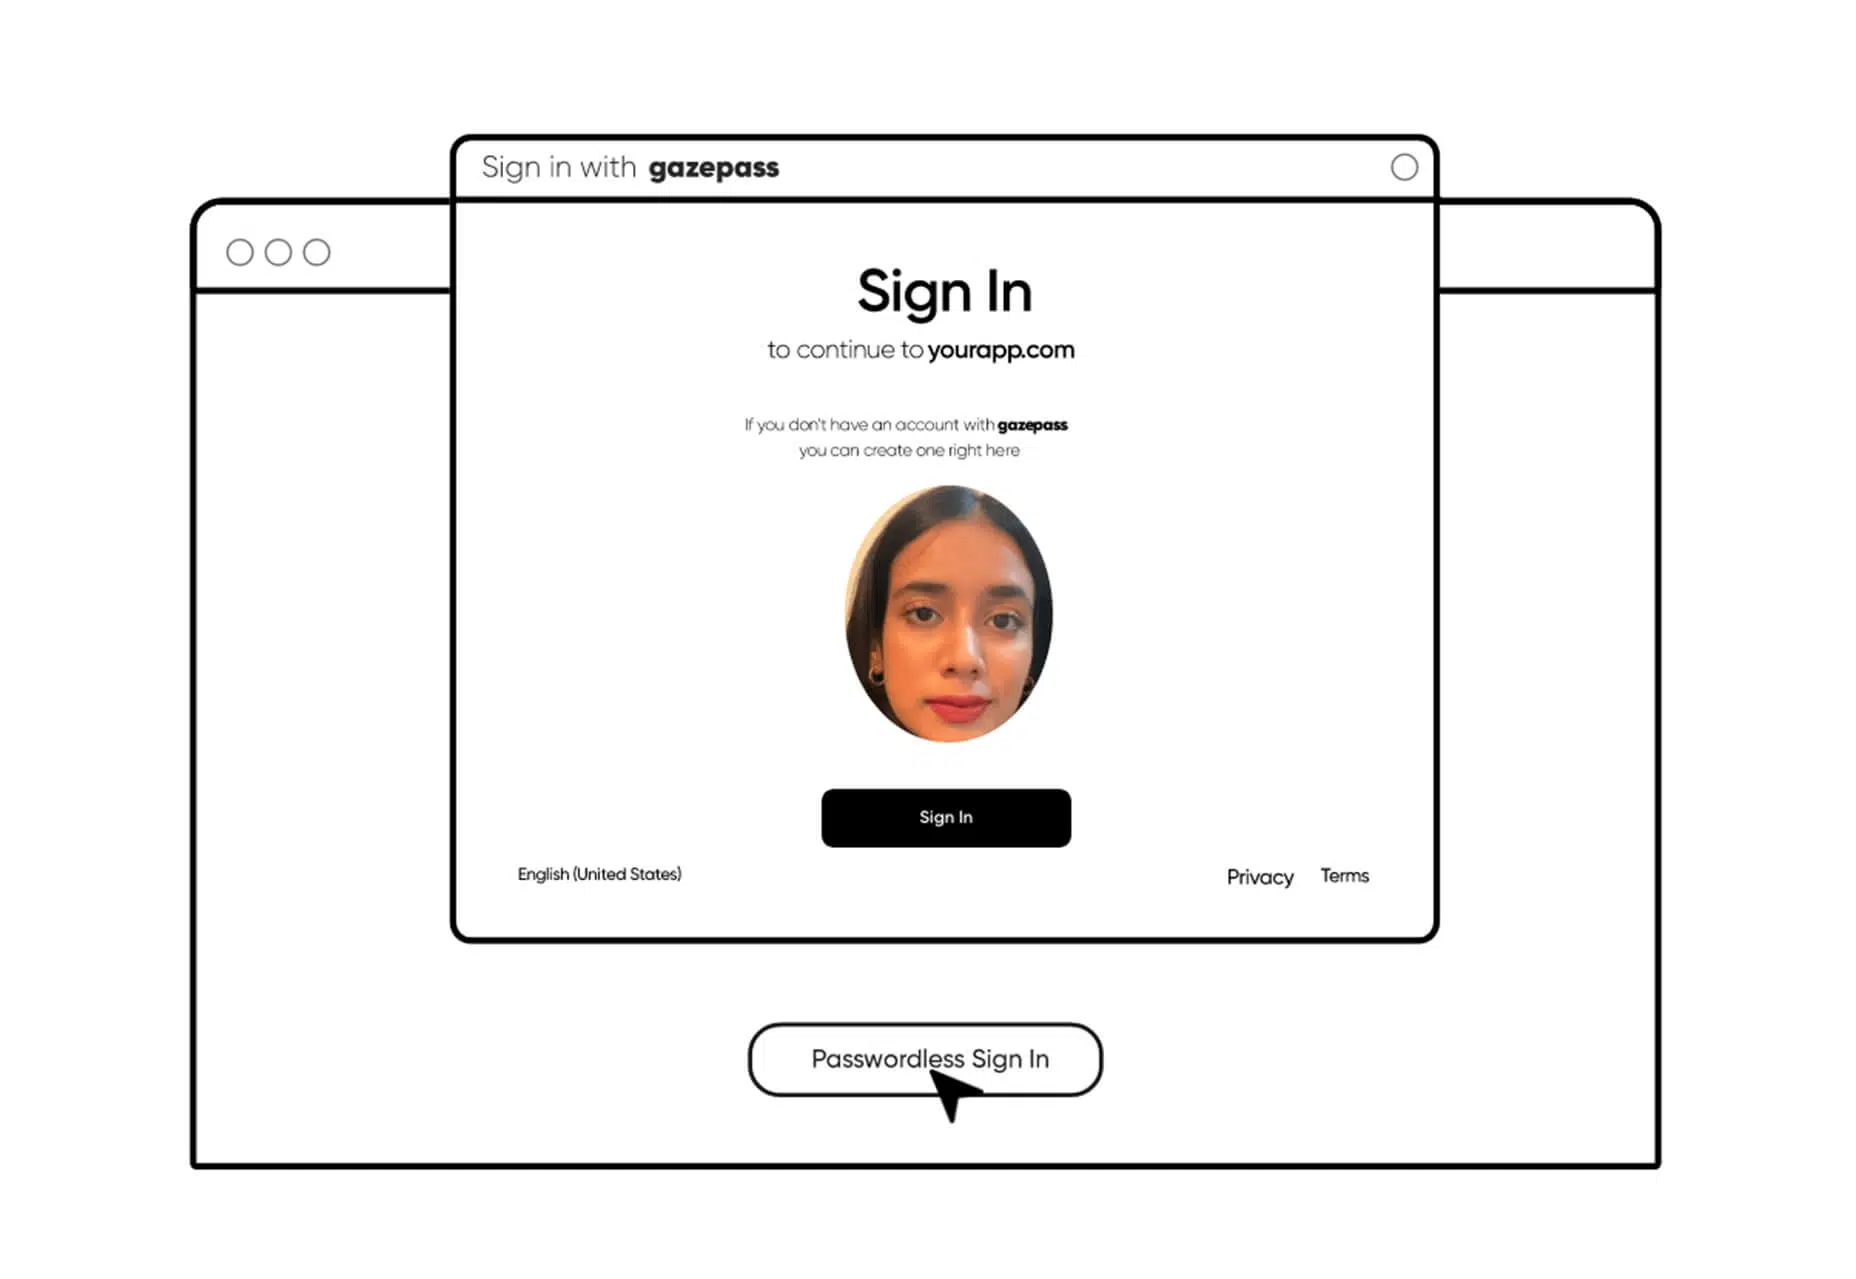 Sign in with gazepass
Sign In
to continue to yourapp.com
If you don't have an account with gazepass
you can create one right here
Sign In
English (United States)
Privacy Terms
Passwordless Sign In